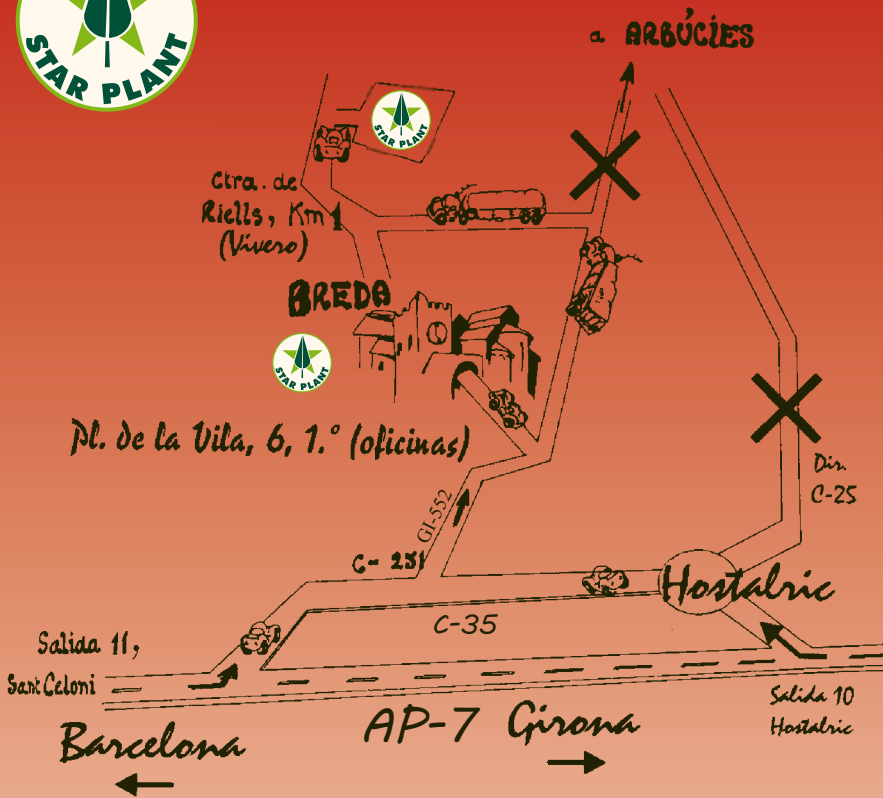 STAR PLANT
a ARBÚCIES
STAR PLANT
Ctra. de
Riells, Km 1
(Vivero)
BREDA
STAR PLANT
Pl. de la Vila, 6, 1.º (oficinas)
Dir.
C-25
GI-552
C-251
Hostalric
C-35
Salida 11,
Sant Celoni
Salida 10
Hostalric
AP-7 Girona
Barcelona